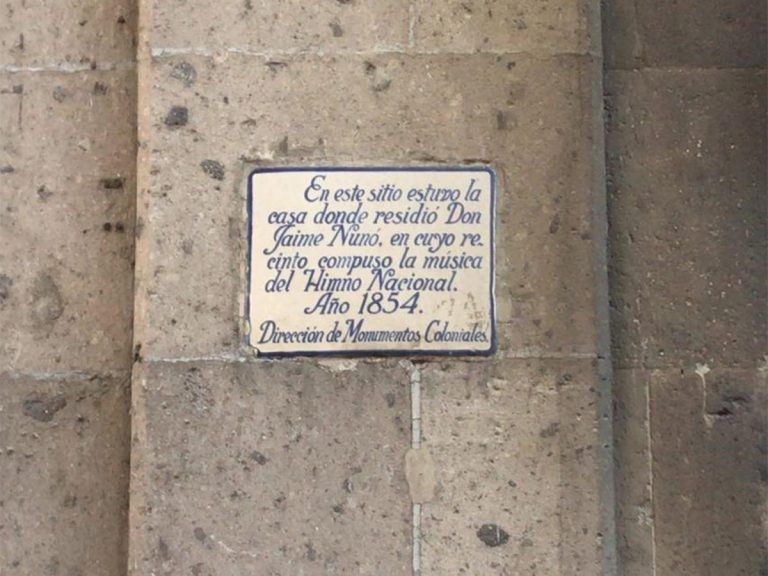 En este sitio estuvo la
casa donde residió Don
Jaime Nunó, en cuyo re-
cinto compuso la música
del Himno Nacional.
Año 1854.
Dirección de Monumentos Coloniales.